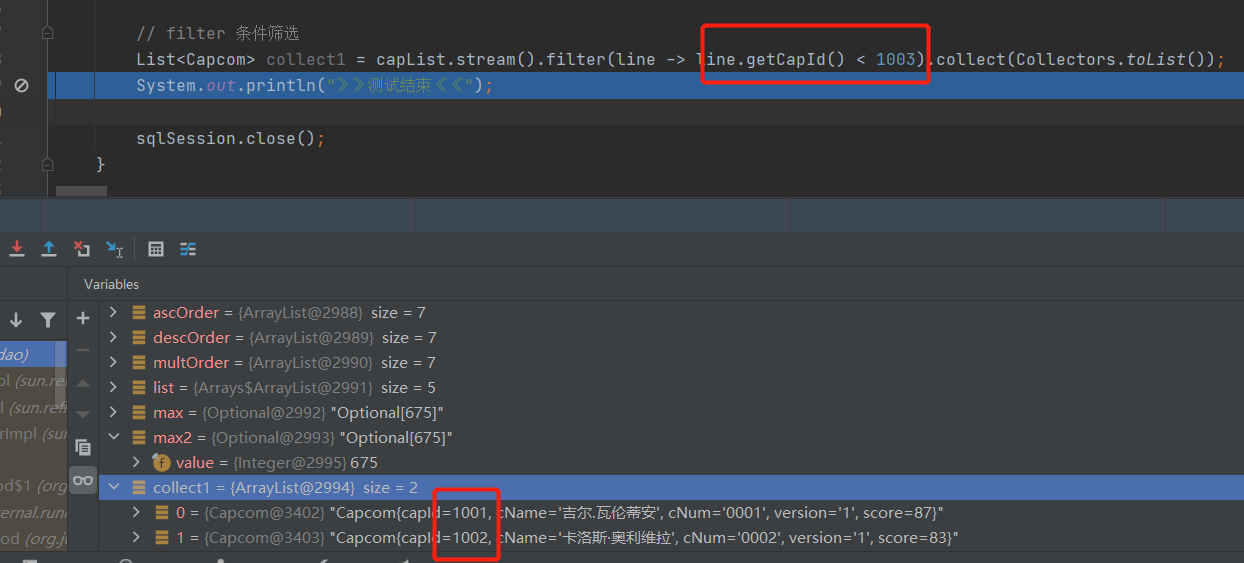 // filter 条件筛选
List<Capcom> collect1 = capList.stream().filter(line -> line.getCapId() < 1003).collect(Collectors.toList());
System.out.println("》》测试结束《《");
sqlSession.close();
}
Variables
ascOrder = {ArrayList@2988} size = 7
descOrder = {ArrayList@2989} size = 7
dao)
multOrder = {ArrayList@2990} size = 7
pl (sun.refl
list = {Arrays$ArrayList@2991} size = 5
l (sun.refl
max = {Optional@2992} "Optional[675]"
rImpl (sun
max2 = {Optional@2993} "Optional[675]"
f value = {Integer@2995} 675
od$1 (org
collect1 = {ArrayList@2994} size = 2
ernal.runn
0 = {Capcom@3402} "Capcom{capId=1001, cName='吉尔.瓦伦蒂安', cNum='0001', version='1', score=87}"
od (org.ju
1 = {Capcom@3403} "Capcom{capId=1002, cName='卡洛斯·奥利维拉', cNum='0002', version='1', score=83}"